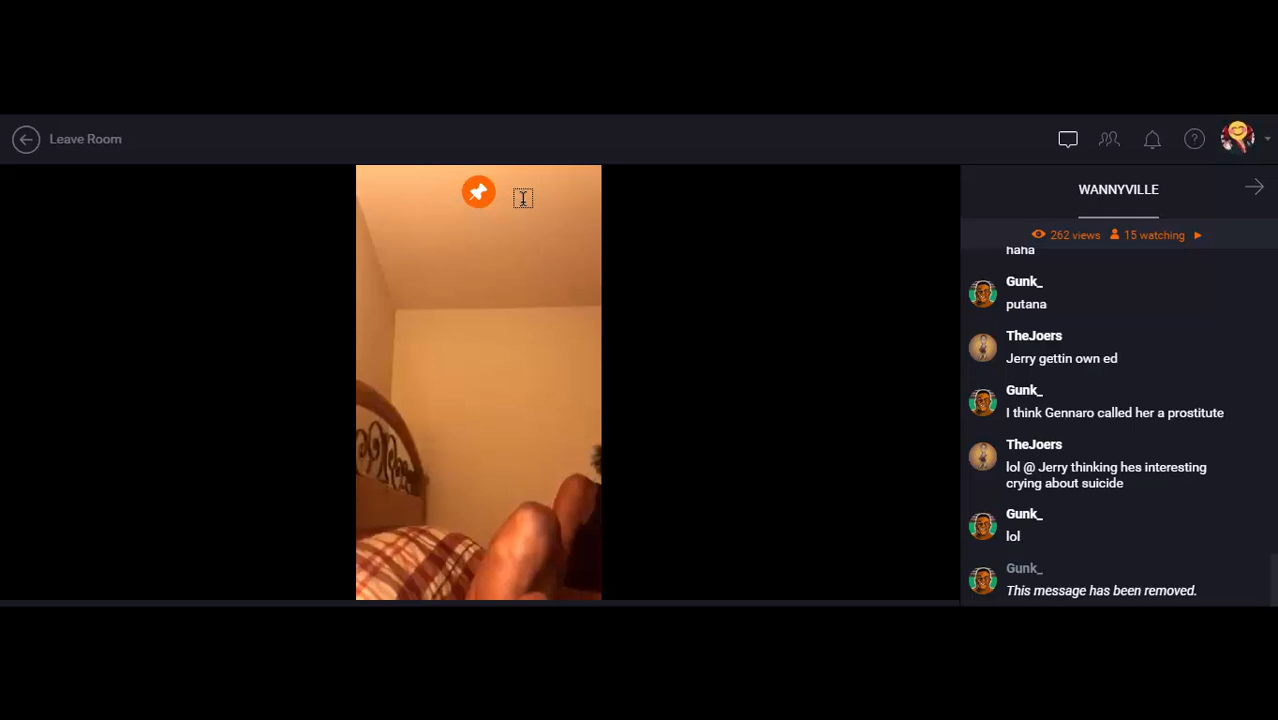 Leave Room
WANNYVILLE
262 views 15 watching
haha
Gunk_
putana
TheJoers
Jerry gettin own ed
Gunk_
I think Gennaro called her a prostitute
TheJoers
lol @ Jerry thinking hes interesting
crying about suicide
Gunk_
lol
Gunk_
This message has been removed.